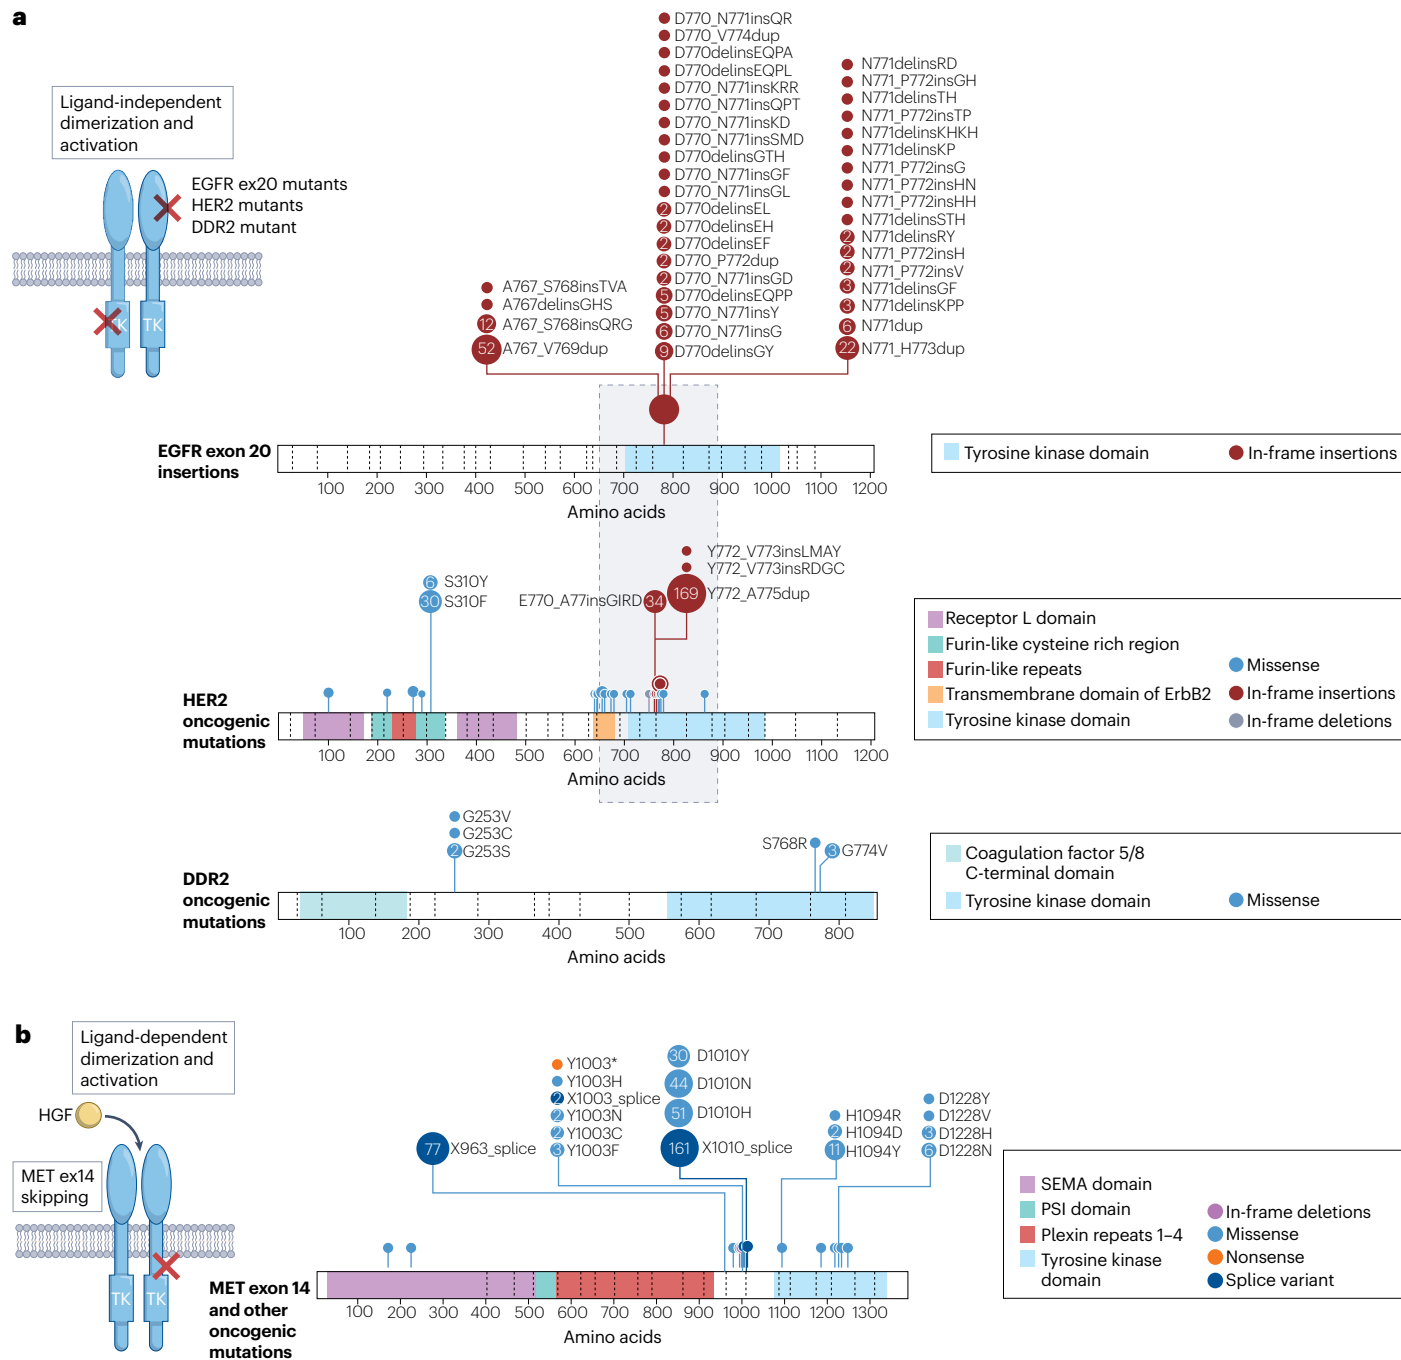 a
Ligand-independent
dimerization and
activation
EGFR ex20 mutants
HER2 mutants
DDR2 mutant
TK
TK
A767_S768insTVA
A767delinsGHS
12 A767_S768insQRG
52 A767_V769dup
D770_N771insQR
D770_V774dup
D770delinsEQPA
D770delinsEQPL
D770_N771insKRR
D770_N771insQPT
D770_N771insKD
D770_N771insSMD
D770delinsGTH
D770_N771insGF
D770_N771insGL
2 D770delinsEL
2 D770delinsEH
2 D770delinsEF
2 D770_P772dup
2 D770_N771insGD
5 D770delinsEQPP
5 D770_N771insY
6 D770_N771insG
9 D770delinsGY
N771delinsRD
N771_P772insGH
N771delinsTH
N771_P772insTP
N771delinsKHKH
N771delinsKP
N771_P772insG
N771_P772insHN
N771_P772insHH
N771delinsSTH
2 N771delinsRY
2 N771_P772insH
2 N771_P772insV
3 N771delinsGF
3 N771delinsKPP
6 N771dup
22 N771_H773dup
EGFR exon 20
insertions
100 200 300 400 500 600 700 800 900 1000 1100 1200
Amino acids
Tyrosine kinase domain
In-frame insertions
6 S310Y
30 S310F
E770_A77insGIRD 34
Y772_V773insLMAY
Y772_V773insRDGC
169 Y772_A775dup
HER2
oncogenic
mutations
100 200 300 400 500 600 700 800 900 1000 1100 1200
Amino acids
Receptor L domain
Furin-like cysteine rich region
Furin-like repeats
Transmembrane domain of ErbB2
Tyrosine kinase domain
Missense
In-frame insertions
In-frame deletions
G253V
G253C
2 G253S
S768R
3 G774V
DDR2
oncogenic
mutations
100 200 300 400 500 600 700 800
Amino acids
Coagulation factor 5/8
C-terminal domain
Tyrosine kinase domain
Missense
b
Ligand-dependent
dimerization and
activation
HGF
MET ex14
skipping
TK
TK
77 X963_splice
Y1003*
Y1003H
2 X1003_splice
2 Y1003N
2 Y1003C
3 Y1003F
30 D1010Y
44 D1010N
51 D1010H
161 X1010_splice
H1094R
2 H1094D
11 H1094Y
D1228Y
D1228V
3 D1228H
6 D1228N
MET exon 14
and other
oncogenic
mutations
100 200 300 400 500 600 700 800 900 1000 1100 1200 1300
Amino acids
SEMA domain
PSI domain
Plexin repeats 1–4
Tyrosine kinase
domain
In-frame deletions
Missense
Nonsense
Splice variant